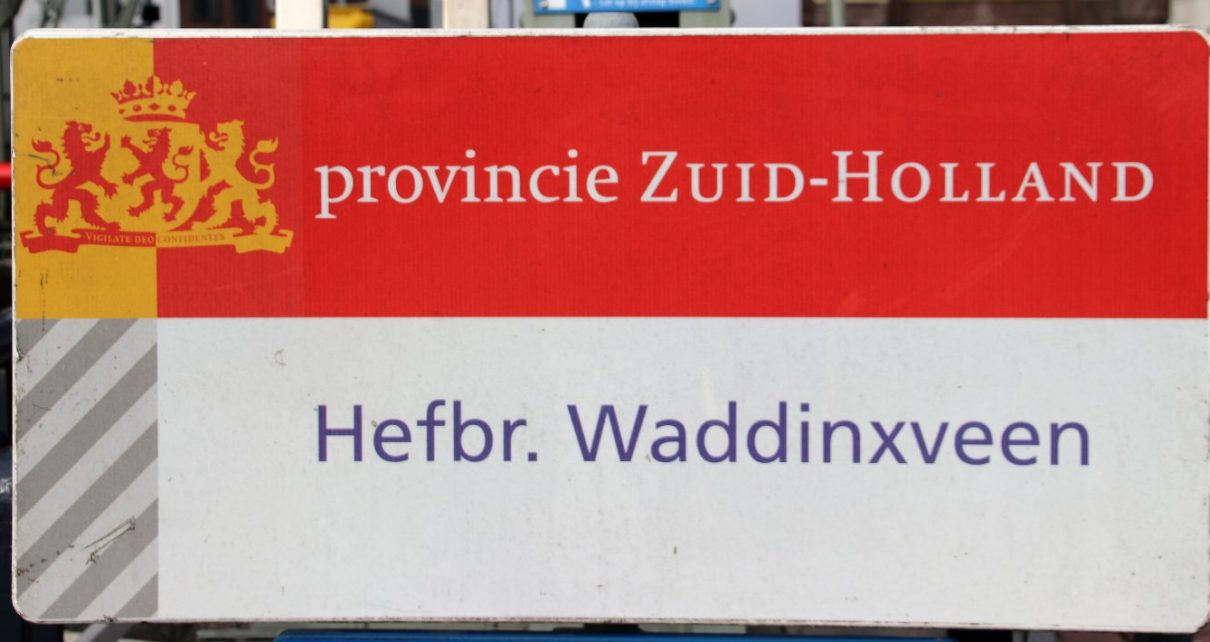 provincie ZUID-HOLLAND
VIGILATE DEO CONFIDENTES
Hefbr. Waddinxveen